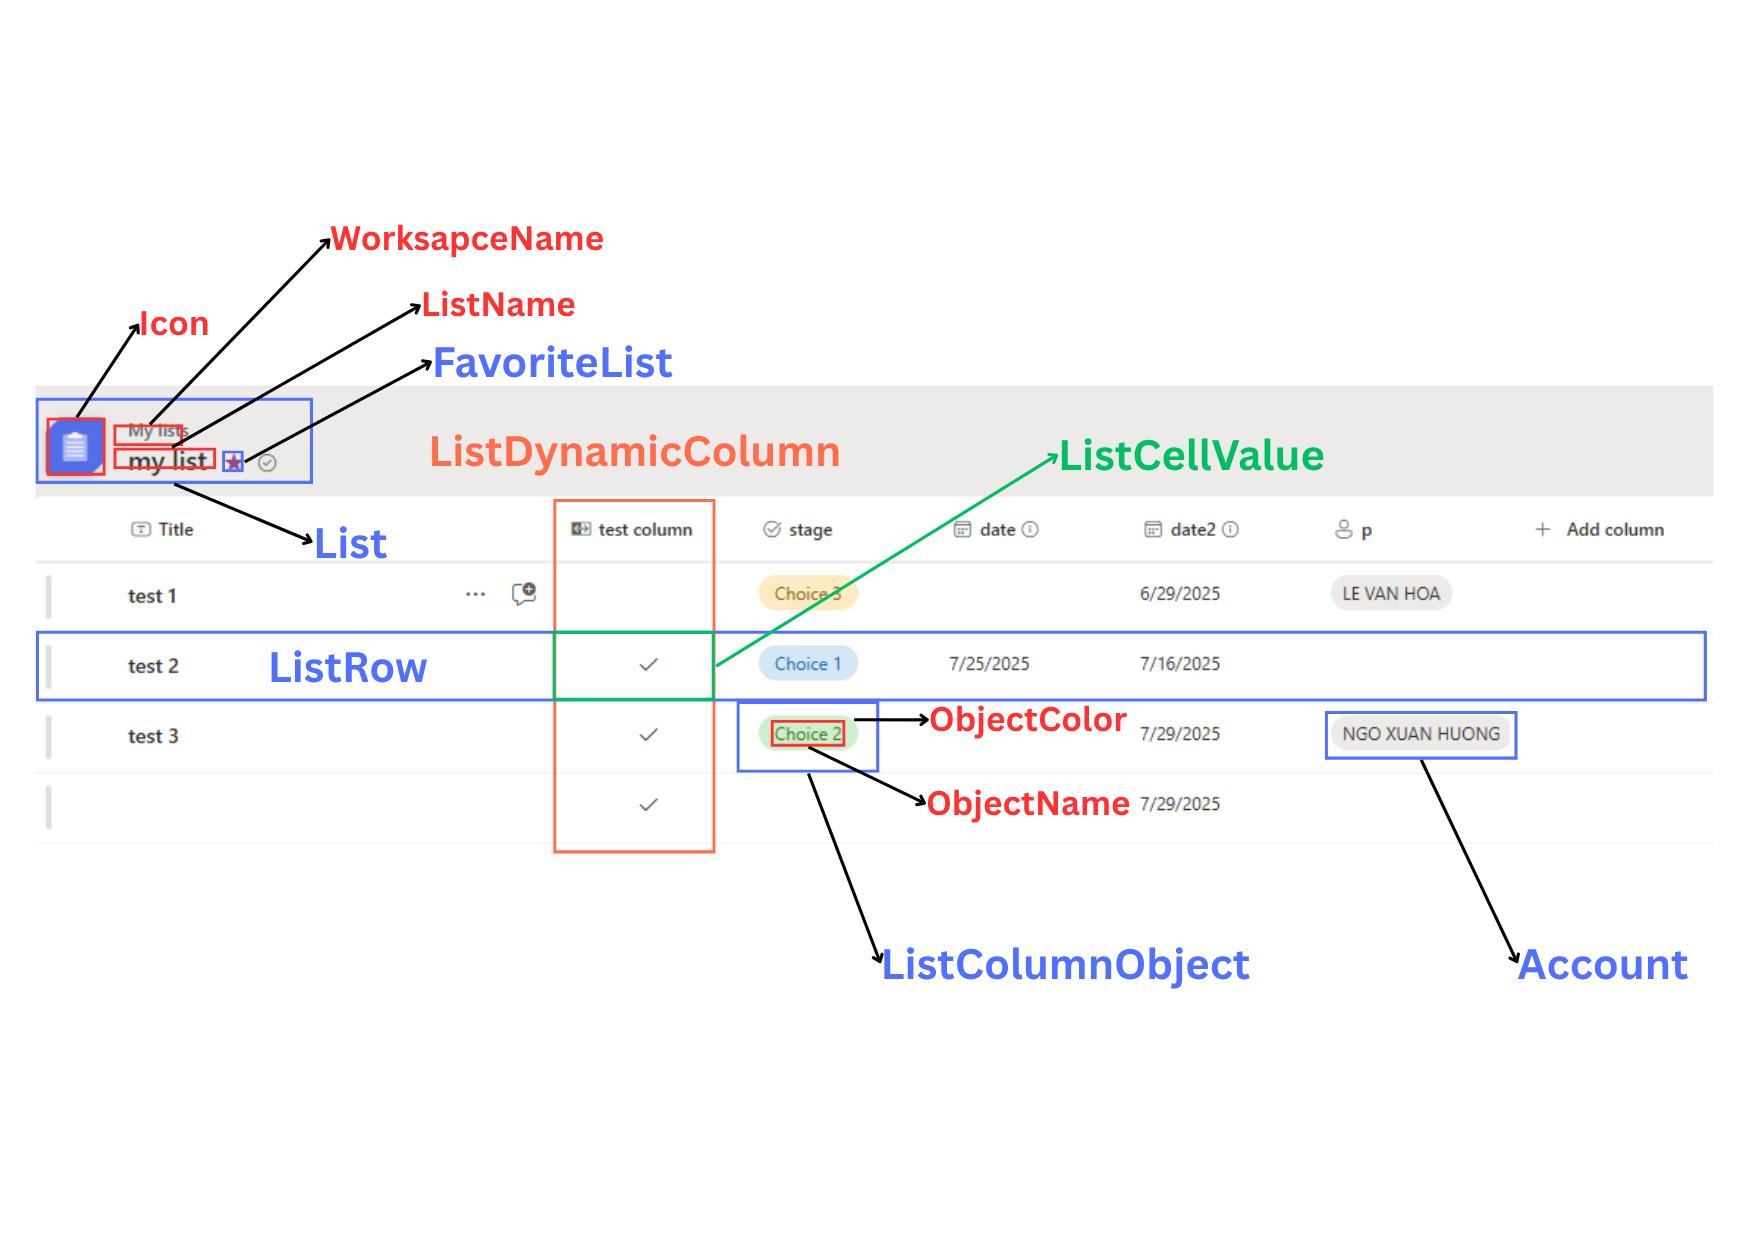 WorksapceName
ListName
Icon
FavoriteList
My lists
my list
ListDynamicColumn
ListCellValue
List
Title
test column
stage
date
date2
p
Add column
test 1
Choice 3
6/29/2025
LE VAN HOA
test 2
ListRow
Choice 1
7/25/2025
7/16/2025
test 3
Choice 2
ObjectColor
7/29/2025
NGO XUAN HUONG
ObjectName
7/29/2025
ListColumnObject
Account